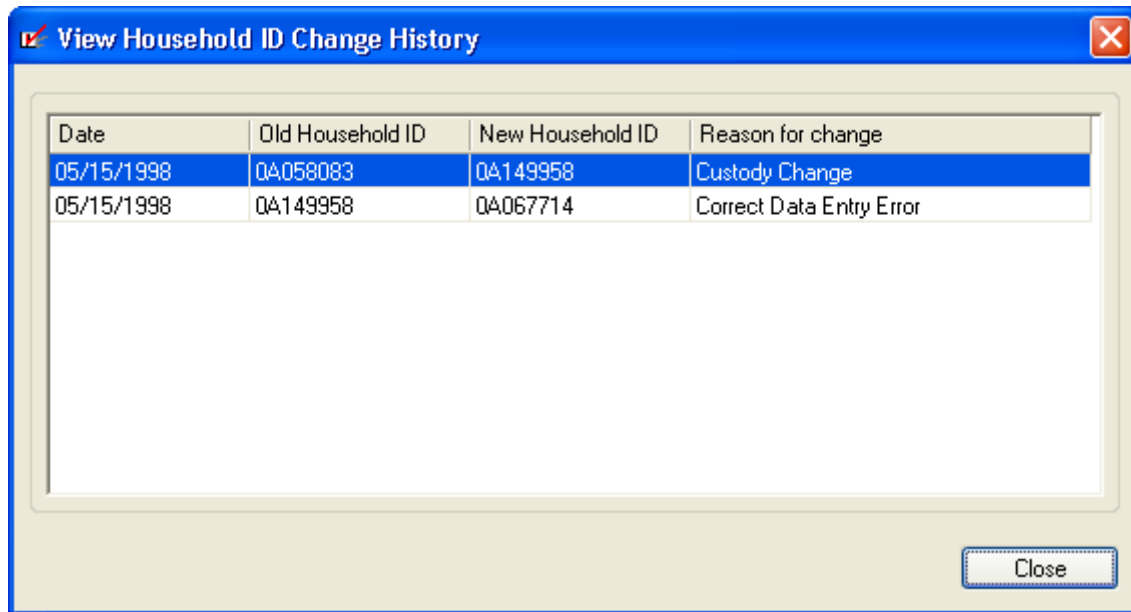 View Household ID Change History
Date Old Household ID New Household ID Reason for change
05/15/1998 0A058083 0A149958 Custody Change
05/15/1998 0A149958 0A067714 Correct Data Entry Error
Close